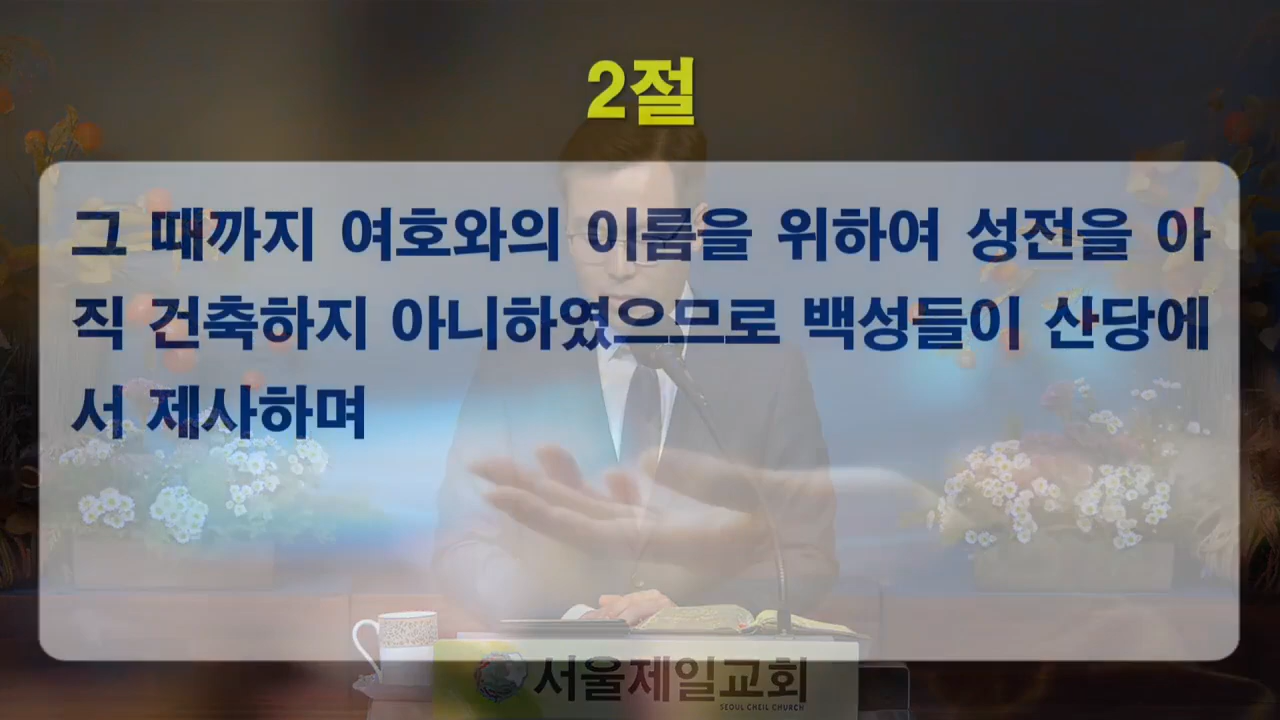 2절
그 때까지 여호와의 이름을 위하여 성전을 아
직 건축하지 아니하였으므로 백성들이 산당에
서 제사하며
서울제일교회
SEOUL CHEIL CHURCH